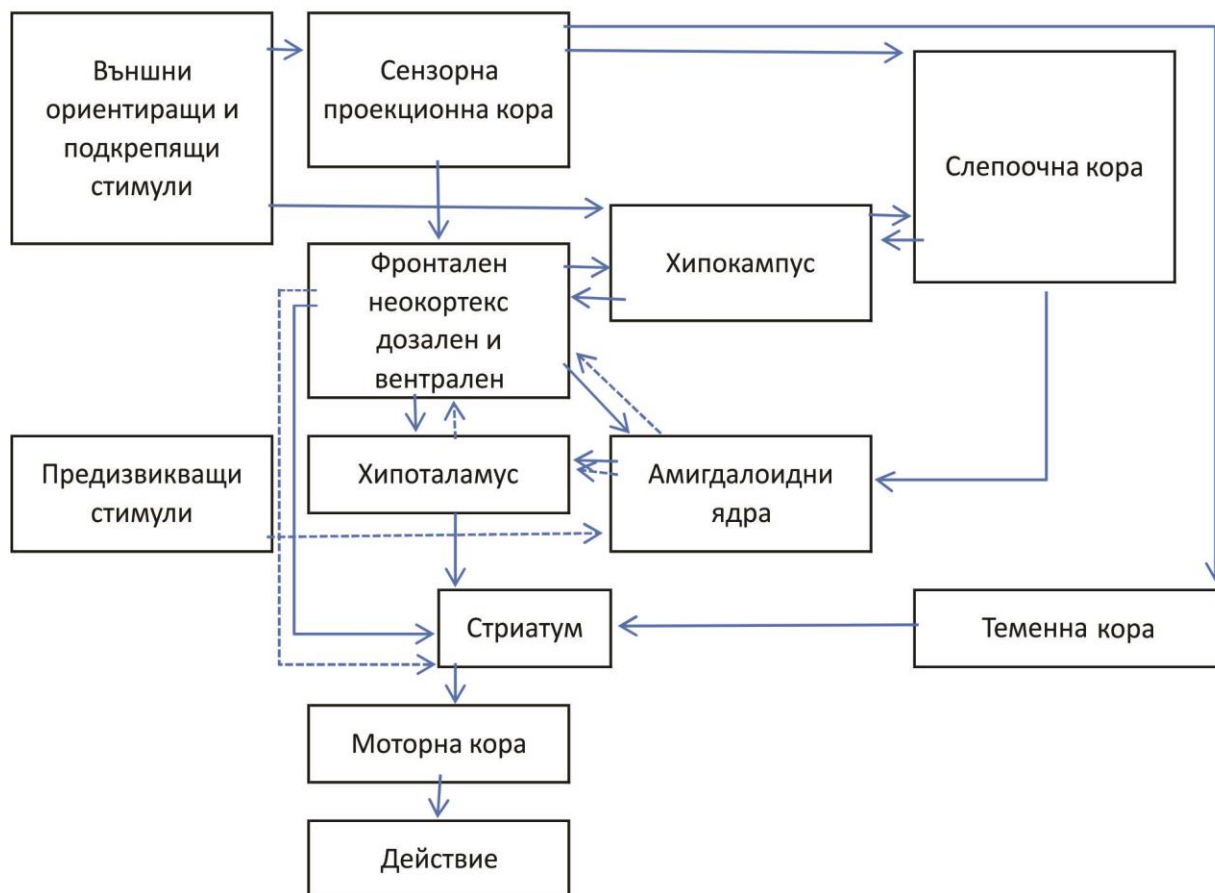 Външни
ориентиращи и
подкрепящи
стимули
Сензорна
проекционна кора
Слепоочна кора
Хипокампус
Фронтален
неокортекс
дозален и
вентрален
Предизвикващи
стимули
Хипоталамус
Амигдалоидни
ядра
Стриатум
Теменна кора
Моторна кора
Действие